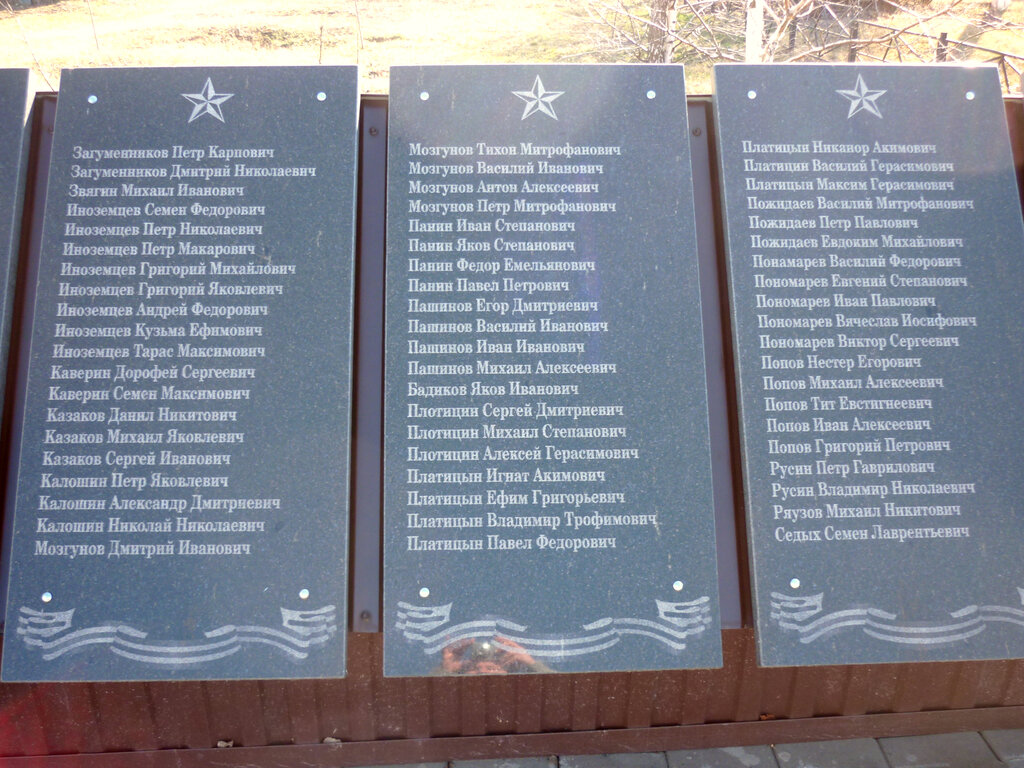 Загуменников Петр Карпович
Загуменников Дмитрий Николаевич
Звягин Михаил Иванович
Иноземцев Семен Федорович
Иноземцев Петр Николаевич
Иноземцев Петр Макарович
Иноземцев Григорий Михайлович
Иноземцев Григорий Яковлевич
Иноземцев Андрей Федорович
Иноземцев Кузьма Ефимович
Иноземцев Тарас Максимович
Каверин Дорофей Сергеевич
Каверин Семен Максимович
Казаков Данил Никитович
Казаков Михаил Яковлевич
Казаков Сергей Иванович
Калошин Петр Яковлевич
Калошин Александр Дмитриевич
Калошин Николай Николаевич
Мозгунов Дмитрий Иванович
Мозгунов Тихон Митрофанович
Мозгунов Василий Иванович
Мозгунов Антон Алексеевич
Мозгунов Петр Митрофанович
Панин Иван Степанович
Панин Яков Степанович
Панин Федор Емельянович
Панин Павел Петрович
Пашинов Егор Дмитриевич
Пашинов Василий Иванович
Пашинов Иван Иванович
Пашинов Михаил Алексеевич
Бадиков Яков Иванович
Плотицин Сергей Дмитриевич
Плотицин Михаил Степанович
Плотицин Алексей Герасимович
Платицын Игнат Акимович
Платицын Ефим Григорьевич
Платицын Владимир Трофимович
Платицын Павел Федорович
Платицын Никанор Акимович
Платицин Василий Герасимович
Платицын Максим Герасимович
Пожидаев Василий Митрофанович
Пожидаев Петр Павлович
Пожидаев Евдоким Михайлович
Понамарев Василий Федорович
Пономарев Евгений Степанович
Пономарев Иван Павлович
Пономарев Вячеслав Иосифович
Пономарев Виктор Сергеевич
Попов Нестер Егорович
Попов Михаил Алексеевич
Попов Тит Евстигнеевич
Попов Иван Алексеевич
Попов Григорий Петрович
Русин Петр Гаврилович
Русин Владимир Николаевич
Ряузов Михаил Никитович
Седых Семен Лаврентьевич